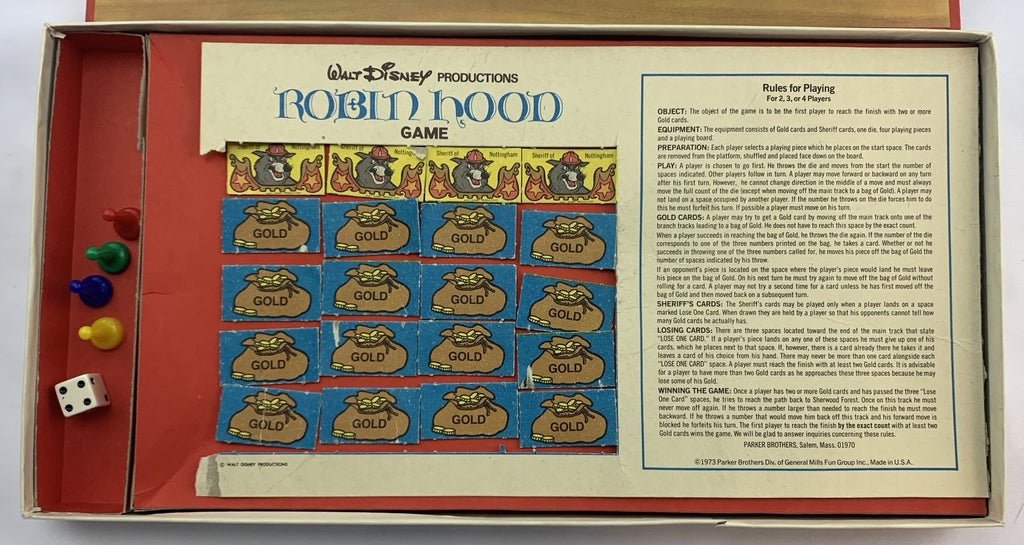 WALT DISNEY PRODUCTIONS
ROBIN HOOD
GAME
Nottingham
Sheriff of Nottingham
Sheriff of Nottingham
Nottingham
GOLD GOLD GOLD GOLD
GOLD GOLD GOLD GOLD
GOLD GOLD GOLD GOLD
GOLD GOLD GOLD GOLD
© WALT DISNEY PRODUCTIONS
Rules for Playing
For 2, 3, or 4 Players
OBJECT: The object of the game is to be the first player to reach the finish with two or more
Gold cards.
EQUIPMENT: The equipment consists of Gold cards and Sheriff cards, one die, four playing pieces
and a playing board.
PREPARATION: Each player selects a playing piece which he places on the start space. The cards
are removed from the platform, shuffled and placed face down on the board.
PLAY: A player is chosen to go first. He throws the die and moves from the start the number of
spaces indicated. Other players follow in turn. A player may move forward or backward on any turn
after his first turn. However, he cannot change direction in the middle of a move and must always
move the full count of the die (except when moving off the main track to a bag of Gold). A player may
not land on a space occupied by another player. If the number he throws on the die forces him to do
this he must forfeit his turn. If possible a player must move on his turn.
GOLD CARDS: A player may try to get a Gold card by moving off the main track onto one of the
branch tracks leading to a bag of Gold. He does not have to reach this space by the exact count.
When a player succeeds in reaching the bag of Gold, he throws the die again. If the number of the die
corresponds to one of the three numbers printed on the bag, he takes a card. Whether or not he
succeeds in throwing one of the three numbers called for, he moves his piece off the bag of Gold the
number of spaces indicated by his throw.
If an opponent's piece is located on the space where the player's piece would land he must leave
his piece on the bag of Gold. On his next turn he must try again to move off the bag of Gold without
rolling for a card. A player may not try a second time for a card unless he has first moved off the
bag of Gold and then moved back on a subsequent turn.
SHERIFF'S CARDS: The Sheriff's cards may be played only when a player lands on a space
marked Lose One Card. When drawn they are held by a player so that his opponents cannot tell how
many Gold cards he actually has.
LOSING CARDS: There are three spaces located toward the end of the main track that state
"LOSE ONE CARD." If a player's piece lands on any one of these spaces he must give up one of his
cards, which he places next to that space. If, however, there is a card already there he takes it and
leaves a card of his choice from his hand. There may never be more than one card alongside each
"LOSE ONE CARD" space. A player must reach the finish with at least two Gold cards. It is advisable
for a player to have more than two Gold cards as he approaches these three spaces because he may
lose some of his Gold.
WINNING THE GAME: Once a player has two or more Gold cards and has passed the three "Lose
One Card" spaces, he tries to reach the path back to Sherwood Forest. Once on this track he must
never move off again. If he throws a number larger than needed to reach the finish he must move
backward. If he throws a number that would move him back off this track and his forward move is
blocked he forfeits his turn. The first player to reach the finish by the exact count with at least two
Gold cards wins the game. We will be glad to answer inquiries concerning these rules.
PARKER BROTHERS, Salem, Mass. 01970
©1973 Parker Brothers Div. of General Mills Fun Group Inc., Made in U.S.A.